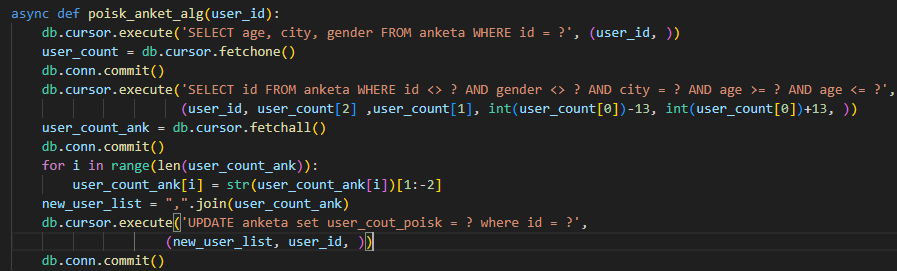 async def poisk_anket_alg(user_id):
    db.cursor.execute('SELECT age, city, gender FROM anketa WHERE id = ?', (user_id, ))
    user_count = db.cursor.fetchone()
    db.conn.commit()
    db.cursor.execute('SELECT id FROM anketa WHERE id <> ? AND gender <> ? AND city = ? AND age >= ? AND age <= ?',
                      (user_id, user_count[2] ,user_count[1], int(user_count[0])-13, int(user_count[0])+13, ))
    user_count_ank = db.cursor.fetchall()
    db.conn.commit()
    for i in range(len(user_count_ank)):
        user_count_ank[i] = str(user_count_ank[i])[1:-2]
    new_user_list = ",".join(user_count_ank)
    db.cursor.execute('UPDATE anketa set user_cout_poisk = ? where id = ?',
                    (new_user_list, user_id, ))
    db.conn.commit()